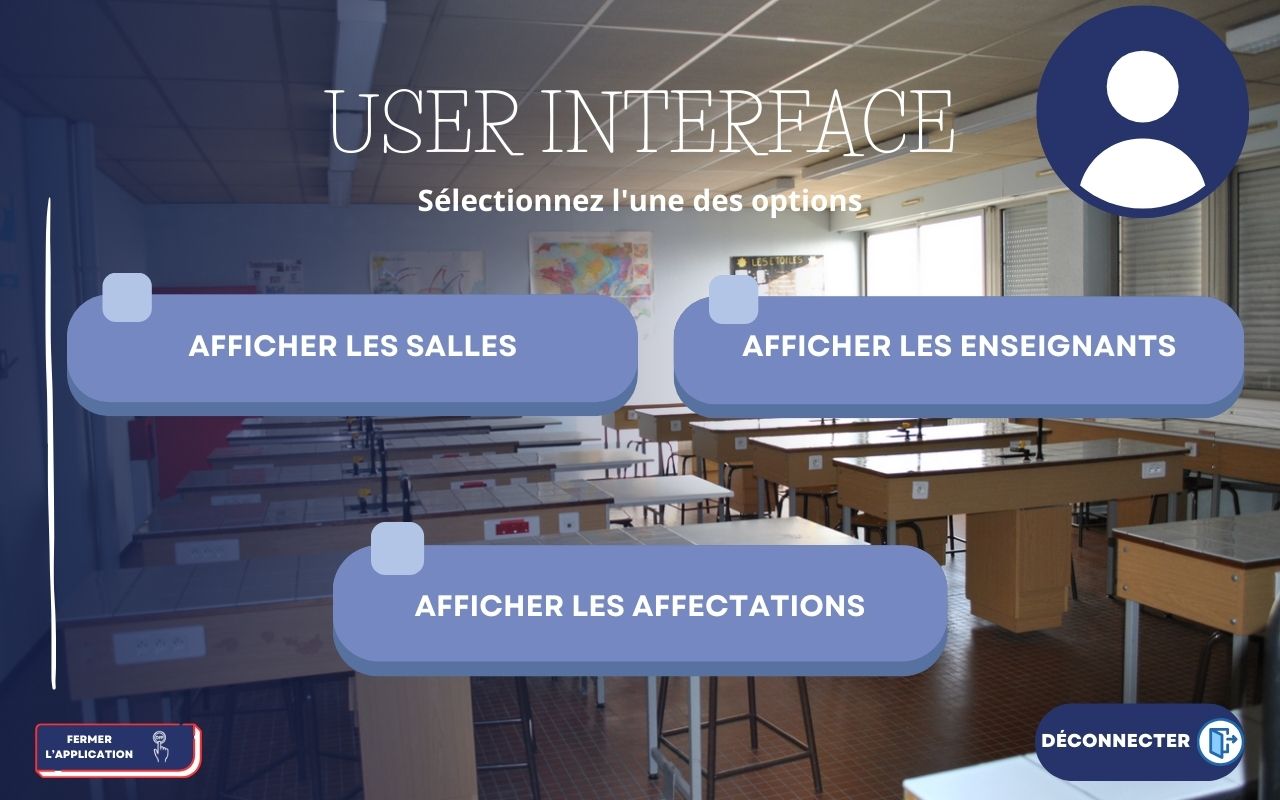 USER INTERFACE
Sélectionnez l'une des options
LES ETOILES
AFFICHER LES SALLES
AFFICHER LES ENSEIGNANTS
AFFICHER LES AFFECTATIONS
FERMER
L'APPLICATION
OFF
DÉCONNECTER